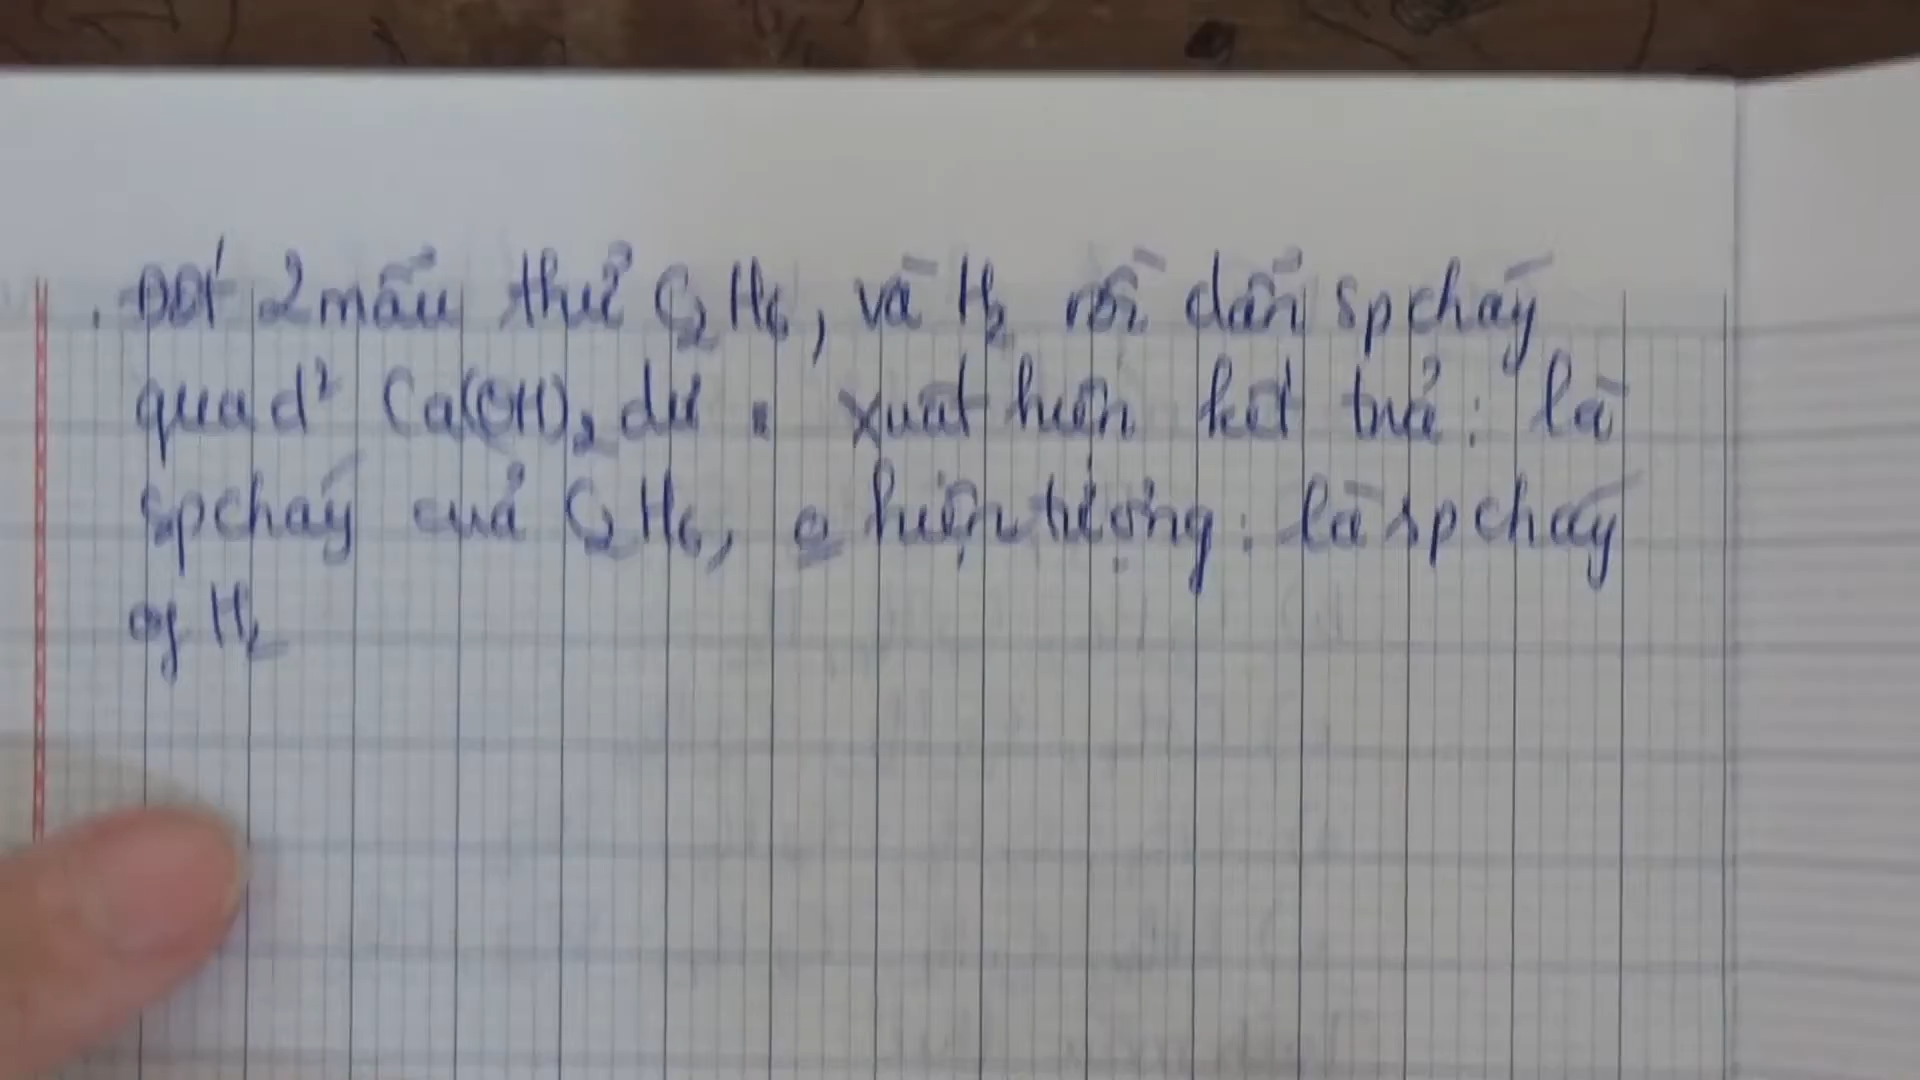 . Đốt 2 mẫu thử C₂H₆, và H₂ rồi dẫn sp cháy
qua d² Ca(OH)₂ dư . xuất hiện kết tủa : là
sp cháy của C₂H₆, o hiện tượng : là sp cháy
of H₂